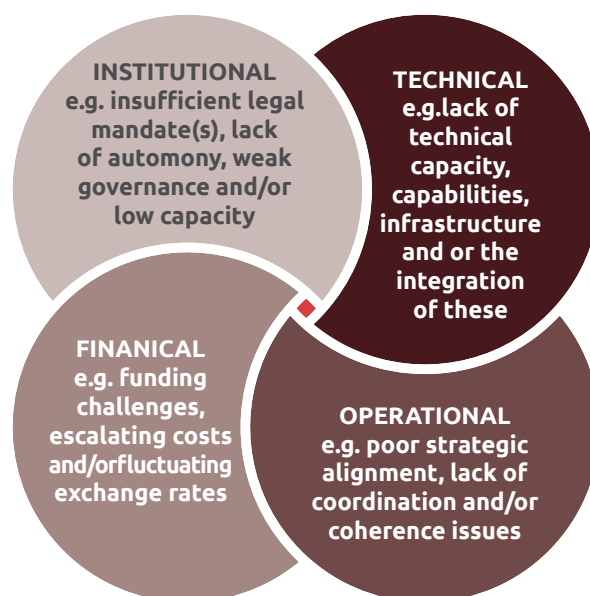 INSTITUTIONAL
e.g. insufficient legal
mandate(s), lack
of automony, weak
governance and/or
low capacity
TECHNICAL
e.g.lack of
technical
capacity,
capabilities,
infrastructure
and or the
integration
of these
FINANICAL
e.g. funding
challenges,
escalating costs
and/orfluctuating
exchange rates
OPERATIONAL
e.g. poor strategic
alignment, lack of
coordination and/or
coherence issues